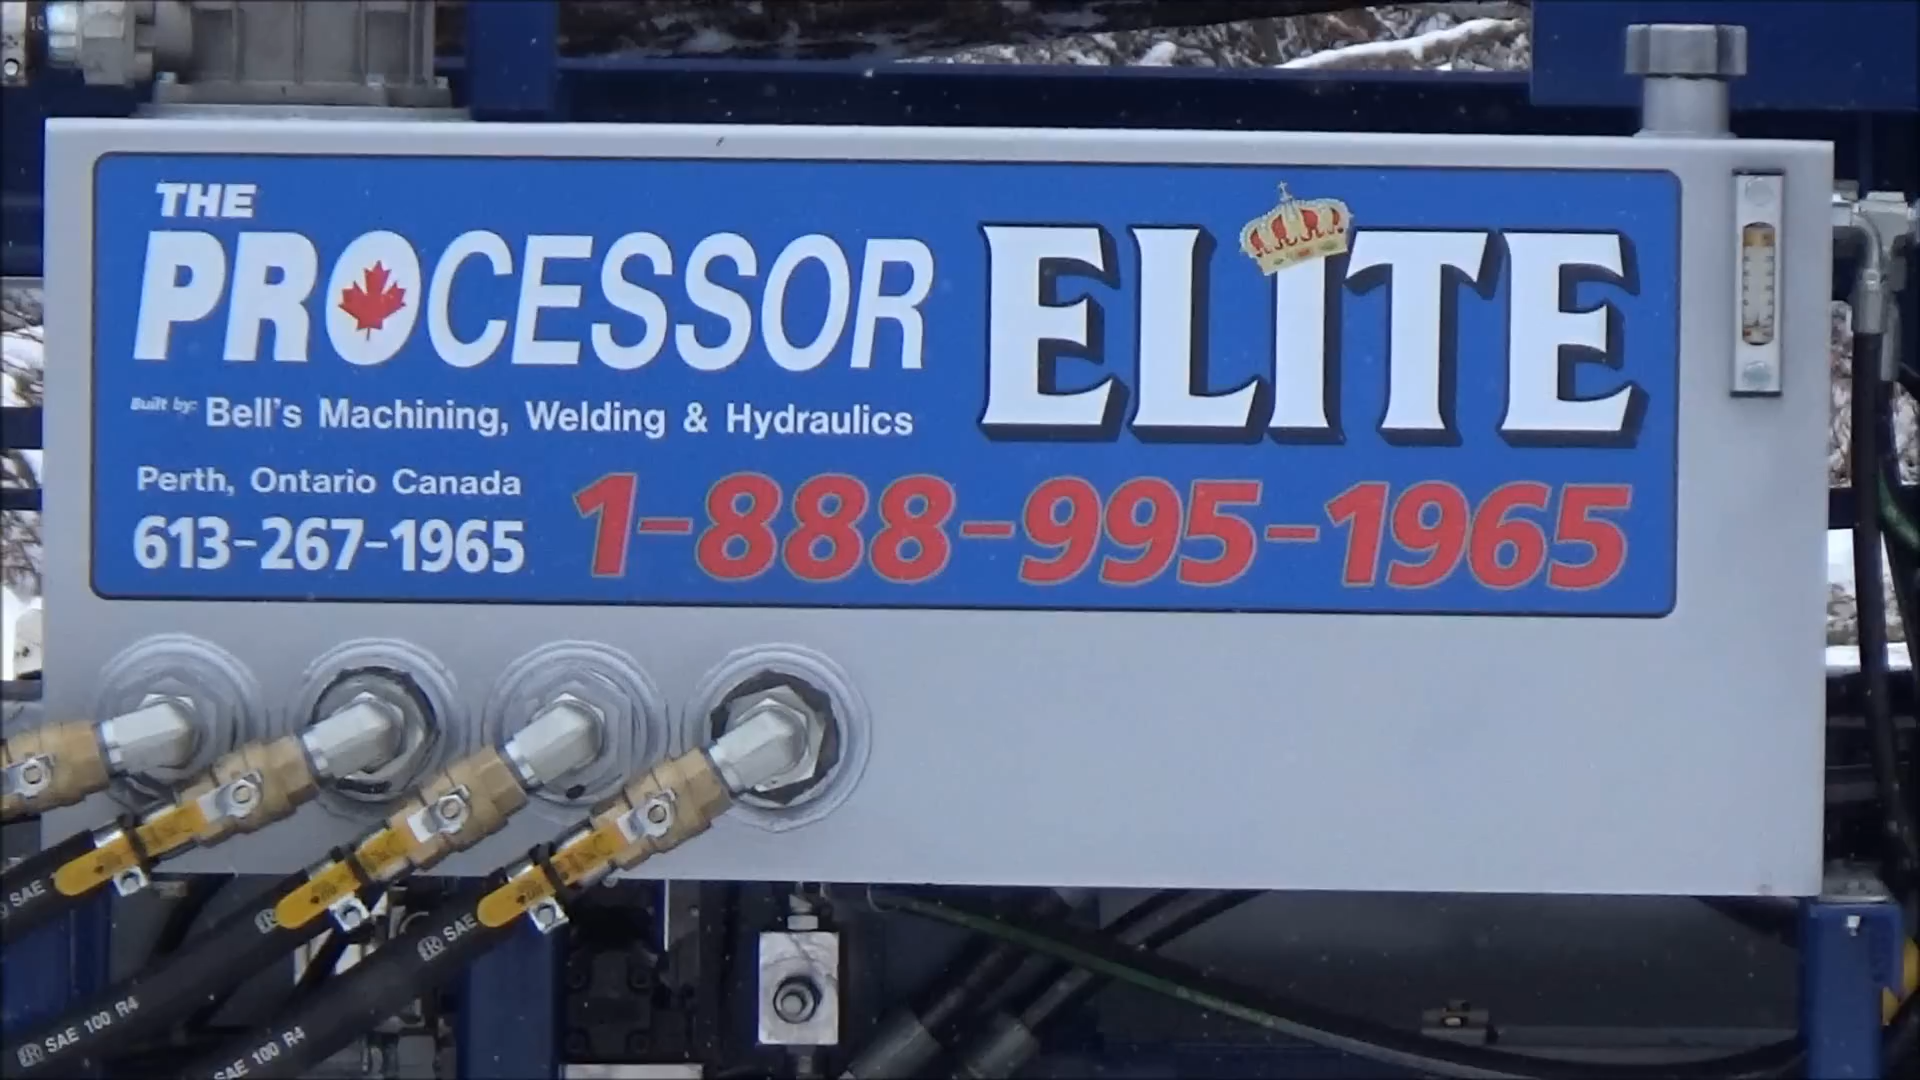 THE
PROCESSOR ELITE
Built by: Bell's Machining, Welding & Hydraulics
Perth, Ontario Canada
613-267-1965
1-888-995-1965
SAE
SAE
SAE 100 R4
SAE 100 R4